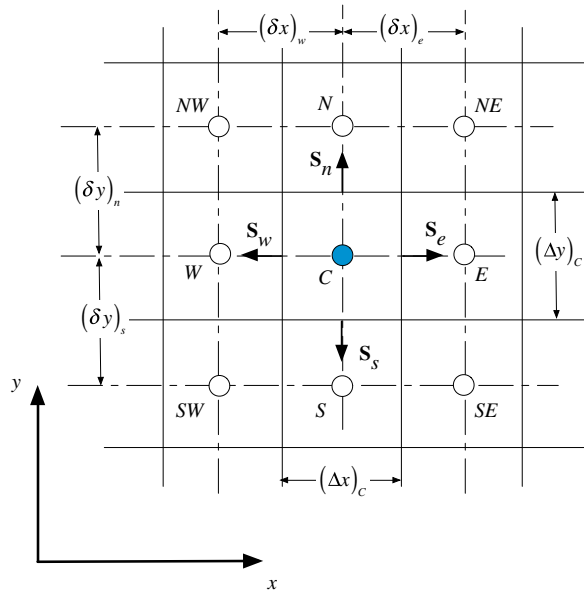 (δx)w (δx)e
NW N NE
Sn
(δy)n
Sw Se
(Δy)C
W C E
(δy)s
Ss
y
SW S SE
(Δx)C
x